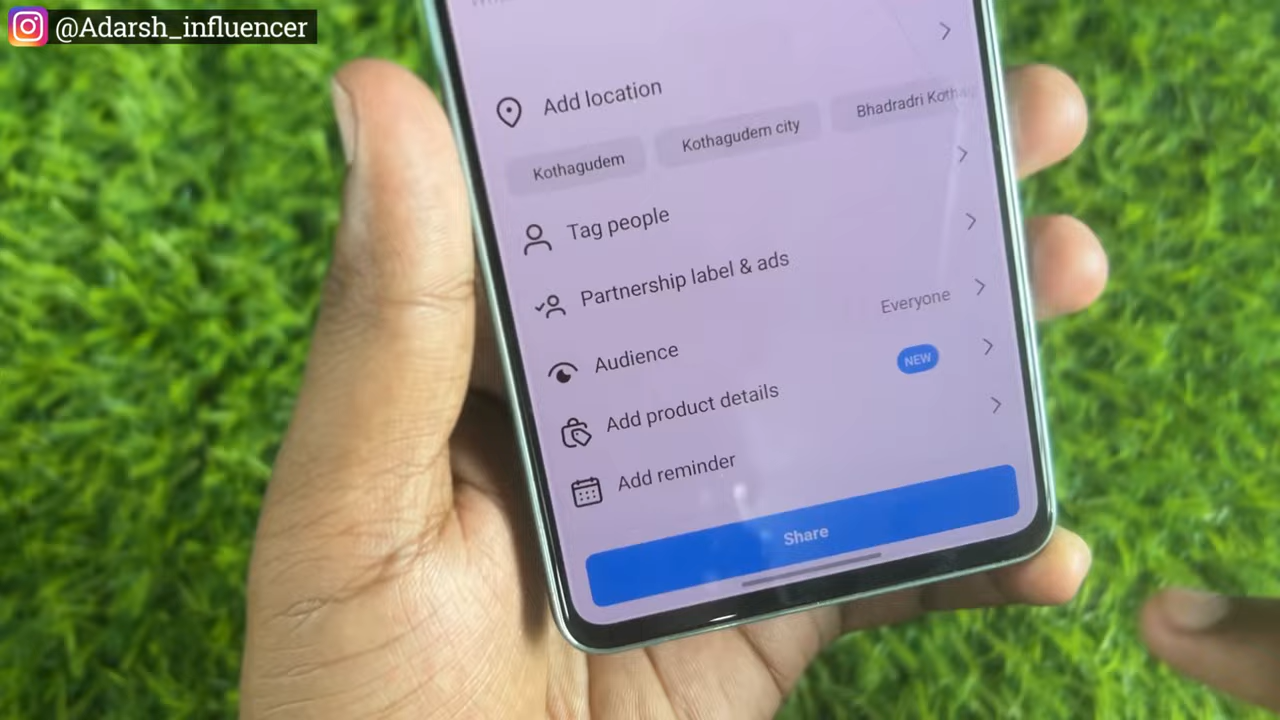 @Adarsh_influencer
Add location
Kothagudem
Kothagudem city
Bhadradri
Tag people
Partnership label & ads
Audience
Everyone
Add product details
NEW
Add reminder
Share